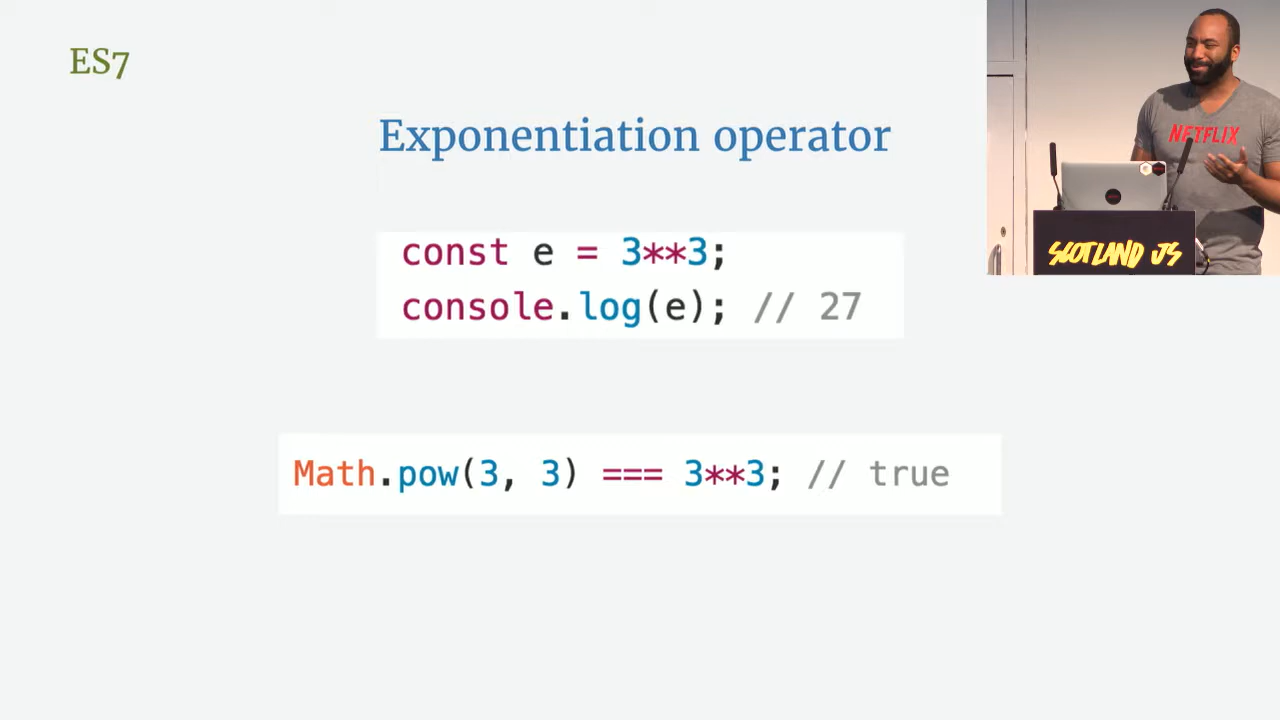 ES7
Exponentiation operator
const e = 3**3;
console.log(e); // 27
Math.pow(3, 3) === 3**3; // true
NETFLIX
SCOTLAND JS